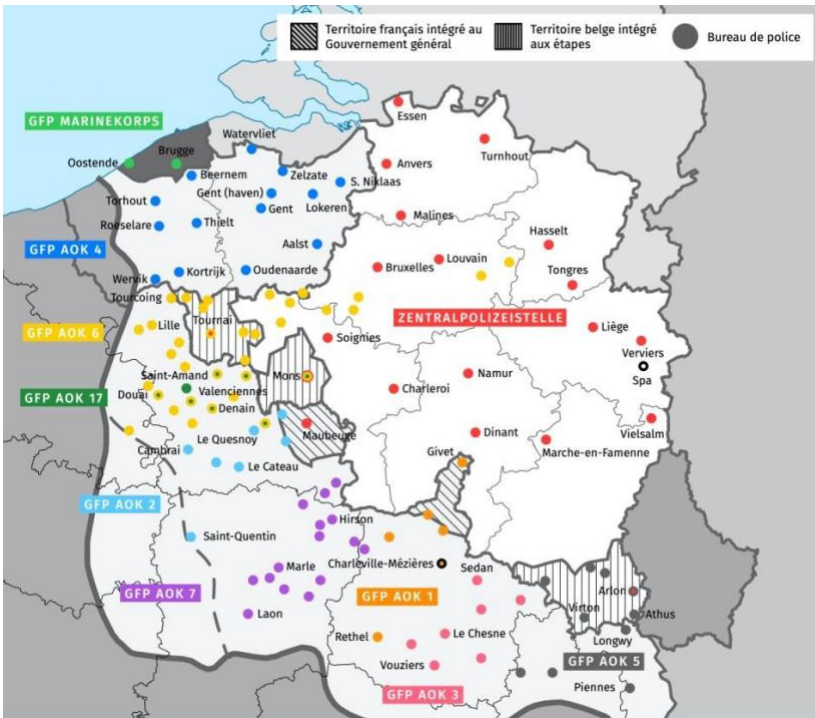 Territoire français intégré au
Gouvernement général
Territoire belge intégré
aux étapes
Bureau de police
Essen
GFP MARINEKORPS
Watervliet
Brugge
Turnhout
Oostende
Anvers
Beernem
Zelzate
S. Niklaas
Gent (haven)
Torhout
Lokeren
Gent
Malines
Roeselare
Thielt
Hasselt
Aalst
GFP AOK 4
Louvain
Bruxelles
Kortrijk
Oudenaarde
Tongres
Wervik
Tourcoing
Tournai
ZENTRALPOLIZEISTELLE
Lille
GFP AOK 6
Liège
Soignies
Verviers
Saint-Amand
Mons
Namur
Spa
Valenciennes
Charleroi
Douai
GFP AOK 17
Denain
Vielsalm
Dinant
Le Quesnoy
Maubeuge
Cambrai
Givet
Marche-en-Famenne
Le Cateau
GFP AOK 2
Hirson
Saint-Quentin
Charleville-Mézières
Marle
Sedan
GFP AOK 7
GFP AOK 1
Arlon
Virton
Athus
Laon
Rethel
Le Chesne
Longwy
Vouziers
GFP AOK 5
Piennes
GFP AOK 3